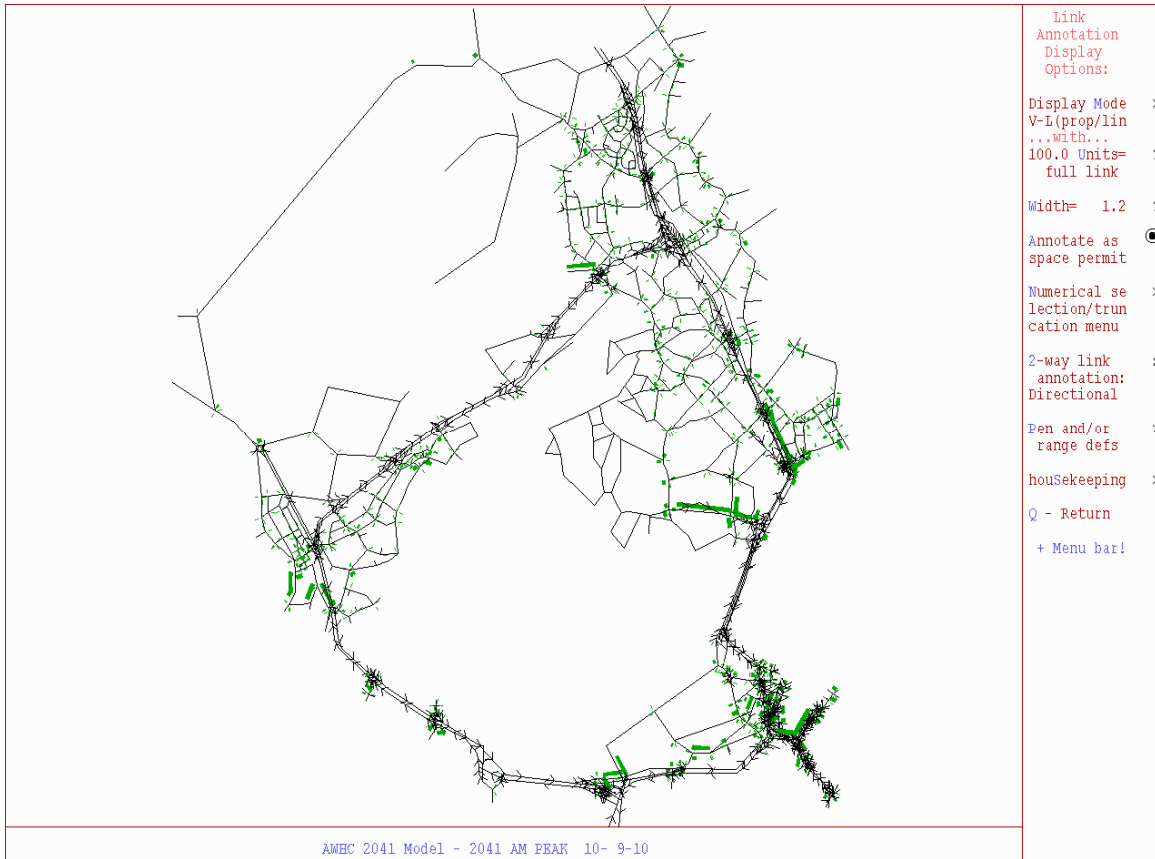 Link
Annotation
Display
Options:
Display Mode
V-L(prop/lin
...with...
100.0 Units=
full link
Width= 1.2
Annotate as
space permit
Numerical se
lection/trun
cation menu
2-way link
annotation:
Directional
Pen and/or
range defs
houSekeeping
Q - Return
+ Menu bar!
AWHC 2041 Model - 2041 AM PEAK 10- 9-10